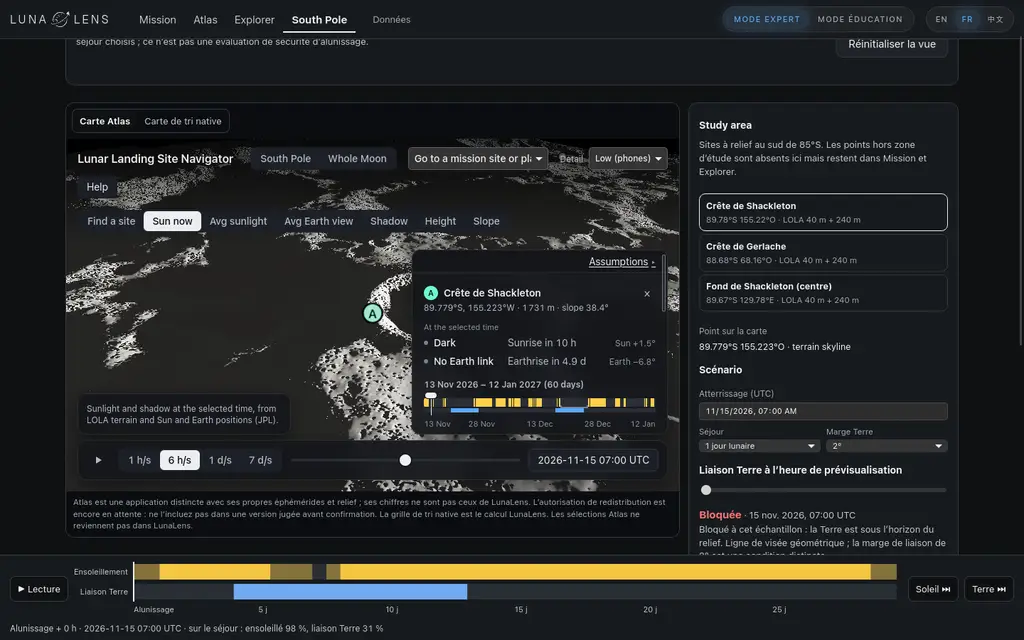 LUNA LENS Mission Atlas Explorer South Pole Données MODE EXPERT MODE ÉDUCATION EN FR 中文
séjour choisis ; ce n'est pas une évaluation de sécurité d'alunissage.
Réinitialiser la vue
Carte Atlas Carte de tri native
Lunar Landing Site Navigator South Pole Whole Moon Go to a mission site or pl Detail Low (phones)
Help
Find a site Sun now Avg sunlight Avg Earth view Shadow Height Slope
Assumptions
A Crête de Shackleton ×
89.779°S, 155.223°W · 1 731 m · slope 38.4°
At the selected time
Dark Sunrise in 10 h Sun +1.5°
No Earth link Earthrise in 4.9 d Earth −6.8°
13 Nov 2026 – 12 Jan 2027 (60 days)
13 Nov 28 Nov 13 Dec 28 Dec 12 Jan
A
Sunlight and shadow at the selected time, from
LOLA terrain and Sun and Earth positions (JPL).
1 h/s 6 h/s 1 d/s 7 d/s 2026-11-15 07:00 UTC
Atlas est une application distincte avec ses propres éphémérides et relief ; ses chiffres ne sont pas ceux de LunaLens. L'autorisation de redistribution est
encore en attente : ne l'incluez pas dans une version jugée avant confirmation. La grille de tri native est le calcul LunaLens. Les sélections Atlas ne
reviennent pas dans LunaLens.
Study area
Sites à relief au sud de 85°S. Les points hors zone
d'étude sont absents ici mais restent dans Mission et
Explorer.
Crête de Shackleton
89.78°S 155.22°O · LOLA 40 m + 240 m
Crête de Gerlache
88.68°S 68.16°O · LOLA 40 m + 240 m
Fond de Shackleton (centre)
89.67°S 129.78°E · LOLA 40 m + 240 m
Point sur la carte
89.779°S 155.223°O · terrain skyline
Scénario
Atterrissage (UTC)
11/15/2026, 07:00 AM
Séjour Marge Terre
1 jour lunaire 2°
Liaison Terre à l'heure de prévisualisation
Bloquée · 15 nov. 2026, 07:00 UTC
Bloqué à cet échantillon : la Terre est sous l'horizon du
relief. Ligne de visée géométrique ; la marge de liaison de
Lecture
Ensoleillement
Liaison Terre
Soleil Terre
Alunissage 5 j 10 j 15 j 20 j 25 j
Alunissage + 0 h · 2026-11-15 07:00 UTC · sur le séjour : ensoleillé 98 %, liaison Terre 31 %